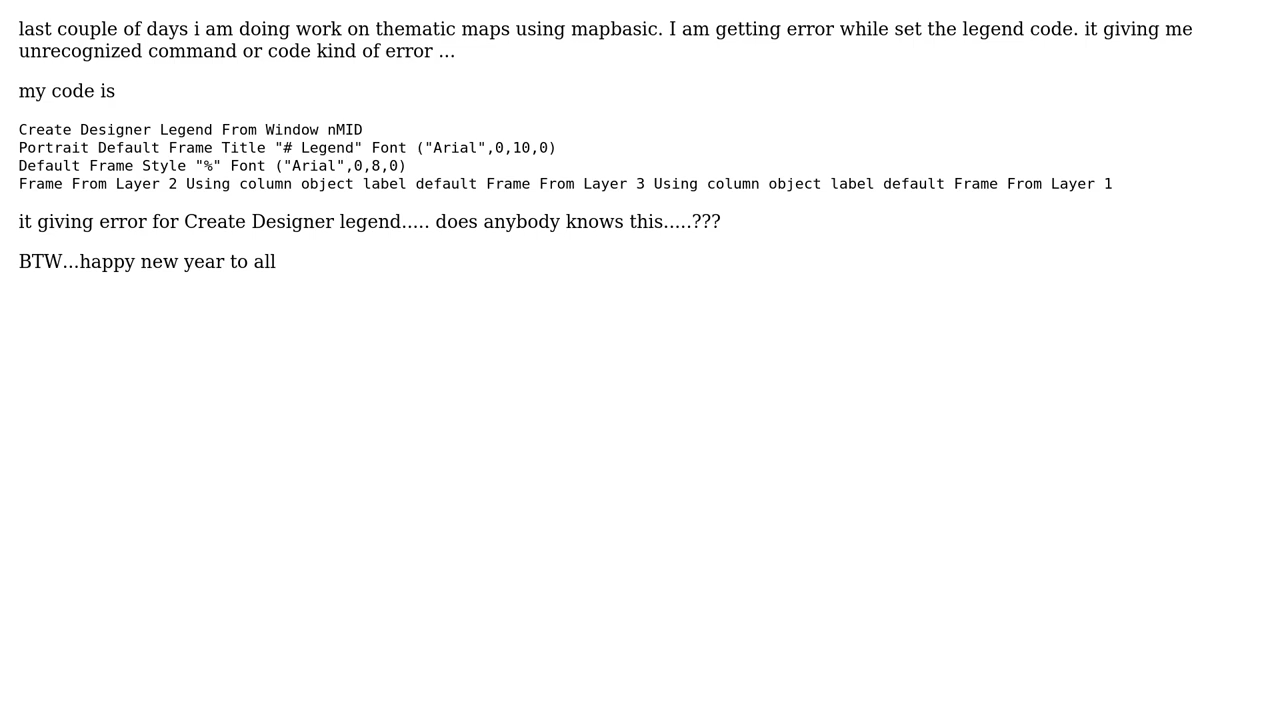 last couple of days i am doing work on thematic maps using mapbasic. I am getting error while set the legend code. it giving me
unrecognized command or code kind of error ...
my code is
Create Designer Legend From Window nMID
Portrait Default Frame Title "# Legend" Font ("Arial",0,10,0)
Default Frame Style "%" Font ("Arial",0,8,0)
Frame From Layer 2 Using column object label default Frame From Layer 3 Using column object label default Frame From Layer 1
it giving error for Create Designer legend..... does anybody knows this.....???
BTW...happy new year to all